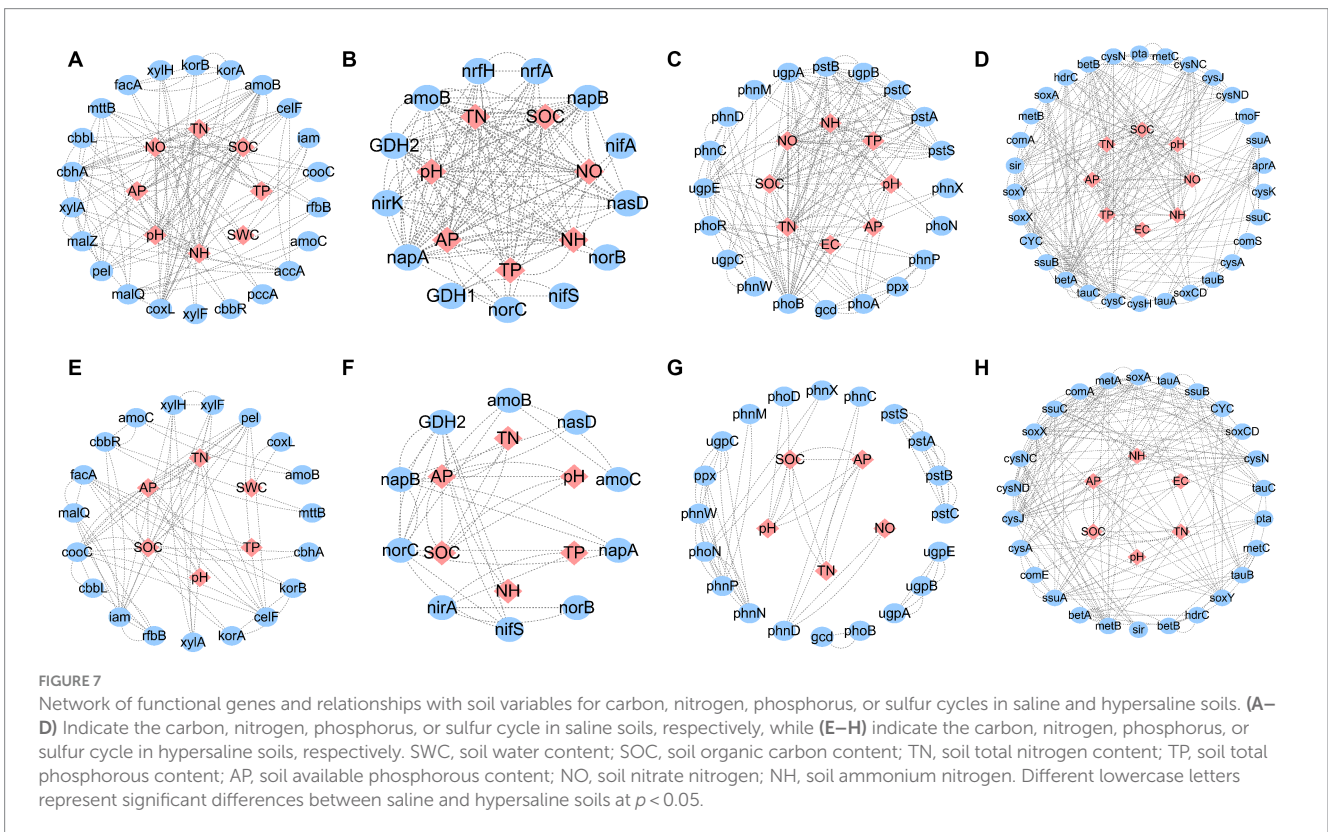 A
korB
korA
xylH
facA
amoB
mttB
celF
cbbL
iam
TN
NO
SOC
cbhA
cooC
AP
TP
xylA
rfbB
malZ
pH
SWC
amoC
NH
pel
accA
malQ
pccA
coxL
xylF
cbbR
B
nrfH
nrfA
amoB
napB
TN
SOC
GDH2
nifA
pH
NO
nirK
nasD
AP
NH
napA
norB
TP
GDH1
nifS
norC
C
ugpA
pstB
ugpB
phnM
pstC
phnD
pstA
NH
NO
TP
phnC
pstS
SOC
pH
ugpE
phnX
phoR
TN
AP
phoN
EC
ugpC
phnP
phnW
ppx
phoB
gcd
phoA
D
cysN
pta
metC
betB
cysNC
hdrC
cysJ
soxA
cysND
metB
tmoF
SOC
comA
TN
pH
ssuA
sir
aprA
AP
NO
soxY
cysK
soxX
TP
NH
ssuC
EC
CYC
comS
ssuB
cysA
betA
tauB
tauC
soxCD
cysC
cysH
tauA
E
xylH
xylF
amoC
pel
cbbR
coxL
TN
facA
amoB
AP
SWC
malQ
mttB
SOC
TP
cooC
cbhA
pH
cbbL
korB
iam
celF
rfbB
xylA
korA
F
amoB
GDH2
nasD
TN
napB
AP
pH
amoC
norC
SOC
TP
napA
NH
nirA
norB
nifS
G
phnX
phoD
phnC
phnM
pstS
ugpC
pstA
SOC
AP
ppx
pstB
phnW
pstC
pH
NO
phoN
ugpE
TN
phnP
ugpB
phnN
ugpA
phnD
gcd
phoB
H
metA
soxA
tauA
comA
ssuB
ssuC
CYC
soxX
soxCD
NH
cysNC
cysN
AP
EC
cysND
tauC
cysJ
pta
SOC
TN
cysA
metC
pH
comE
tauB
ssuA
soxY
betA
hdrC
metB
sir
betB
FIGURE 7
Network of functional genes and relationships with soil variables for carbon, nitrogen, phosphorus, or sulfur cycles in saline and hypersaline soils. (A–
D) Indicate the carbon, nitrogen, phosphorus, or sulfur cycle in saline soils, respectively, while (E–H) indicate the carbon, nitrogen, phosphorus, or
sulfur cycle in hypersaline soils, respectively. SWC, soil water content; SOC, soil organic carbon content; TN, soil total nitrogen content; TP, soil total
phosphorous content; AP, soil available phosphorous content; NO, soil nitrate nitrogen; NH, soil ammonium nitrogen. Different lowercase letters
represent significant differences between saline and hypersaline soils at p < 0.05.